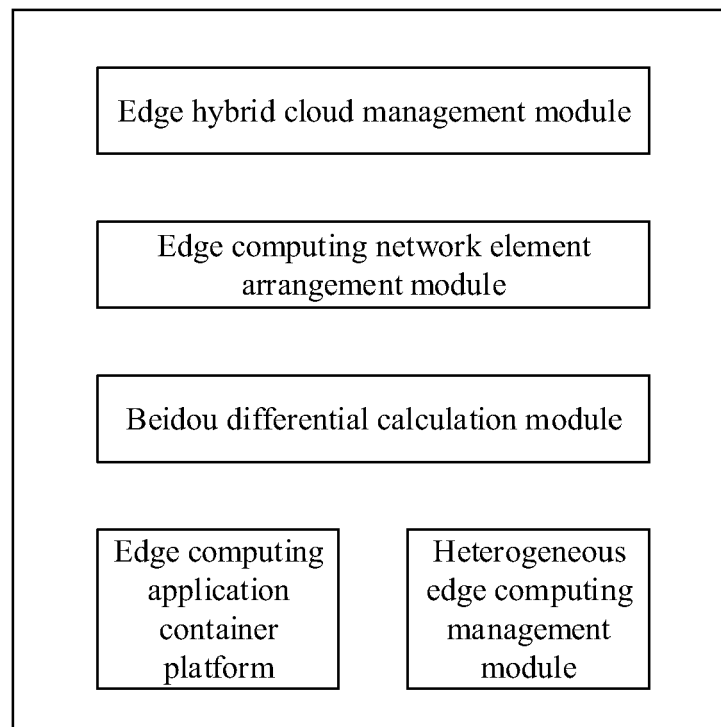 Edge hybrid cloud management module
Edge computing network element
arrangement module
Beidou differential calculation module
Edge computing
application
container
platform
Heterogeneous
edge computing
management
module